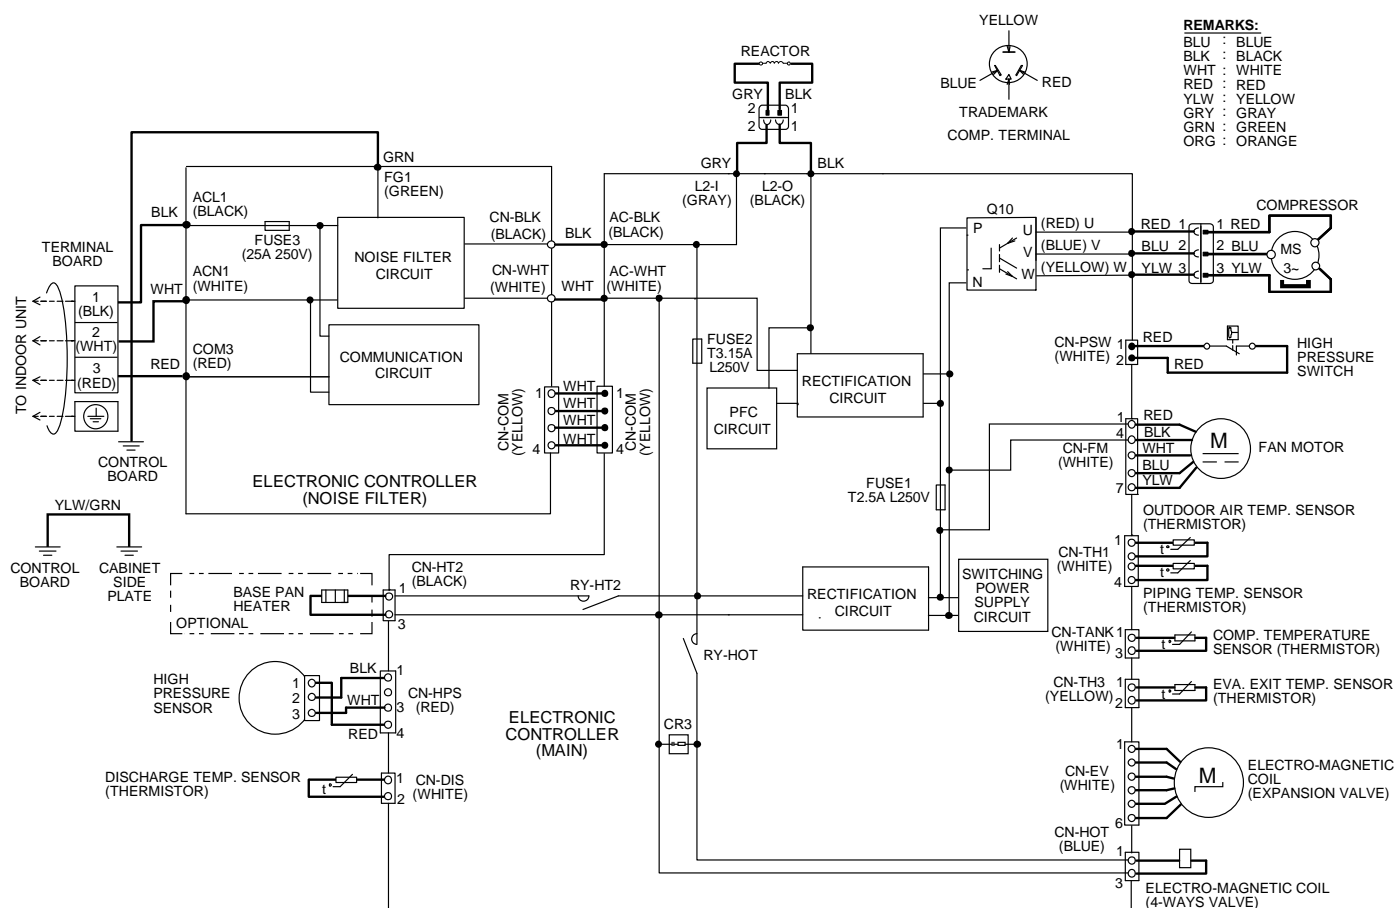 YELLOW
BLUE
RED
TRADEMARK
COMP. TERMINAL
REMARKS:
BLU : BLUE
BLK : BLACK
WHT : WHITE
RED : RED
YLW : YELLOW
GRY : GRAY
GRN : GREEN
ORG : ORANGE
REACTOR
GRY
BLK
2
1
2
1
GRY
BLK
L2-I
(GRAY)
L2-O
(BLACK)
GRN
FG1
(GREEN)
ACL1
(BLACK)
BLK
FUSE3
(25A 250V)
NOISE FILTER
CIRCUIT
CN-BLK
(BLACK)
BLK
AC-BLK
(BLACK)
CN-WHT
(WHITE)
WHT
AC-WHT
(WHITE)
ACN1
(WHITE)
WHT
TERMINAL
BOARD
1
(BLK)
2
(WHT)
3
(RED)
TO INDOOR UNIT
RED
COM3
(RED)
COMMUNICATION
CIRCUIT
CONTROL
BOARD
CN-COM
(YELLOW)
1
WHT
1
WHT
WHT
4
WHT
4
CN-COM
(YELLOW)
ELECTRONIC CONTROLLER
(NOISE FILTER)
YLW/GRN
CONTROL
BOARD
CABINET
SIDE
PLATE
FUSE2
T3.15A
L250V
PFC
CIRCUIT
RECTIFICATION
CIRCUIT
Q10
P
N
U
V
W
(RED) U
(BLUE) V
(YELLOW) W
RED
1
1
RED
BLU
2
2
BLU
YLW
3
3
YLW
COMPRESSOR
MS
3~
CN-PSW
(WHITE)
1
2
RED
RED
P
HIGH
PRESSURE
SWITCH
CN-FM
(WHITE)
1
4
7
RED
BLK
WHT
BLU
YLW
M
FAN MOTOR
FUSE1
T2.5A L250V
OUTDOOR AIR TEMP. SENSOR
(THERMISTOR)
CN-TH1
(WHITE)
1
4
t°
t°
PIPING TEMP. SENSOR
(THERMISTOR)
CN-HT2
(BLACK)
1
3
BASE PAN
HEATER
OPTIONAL
RY-HT2
RECTIFICATION
CIRCUIT
SWITCHING
POWER
SUPPLY
CIRCUIT
CN-TANK
(WHITE)
1
3
t°
COMP. TEMPERATURE
SENSOR (THERMISTOR)
RY-HOT
CN-TH3
(YELLOW)
1
2
t°
EVA. EXIT TEMP. SENSOR
(THERMISTOR)
HIGH
PRESSURE
SENSOR
1
2
3
BLK
WHT
RED
1
3
4
CN-HPS
(RED)
ELECTRONIC
CONTROLLER
(MAIN)
CR3
DISCHARGE TEMP. SENSOR
(THERMISTOR)
t°
1
2
CN-DIS
(WHITE)
CN-EV
(WHITE)
1
6
M
ELECTRO-MAGNETIC
COIL
(EXPANSION VALVE)
CN-HOT
(BLUE)
1
3
ELECTRO-MAGNETIC COIL
(4-WAYS VALVE)